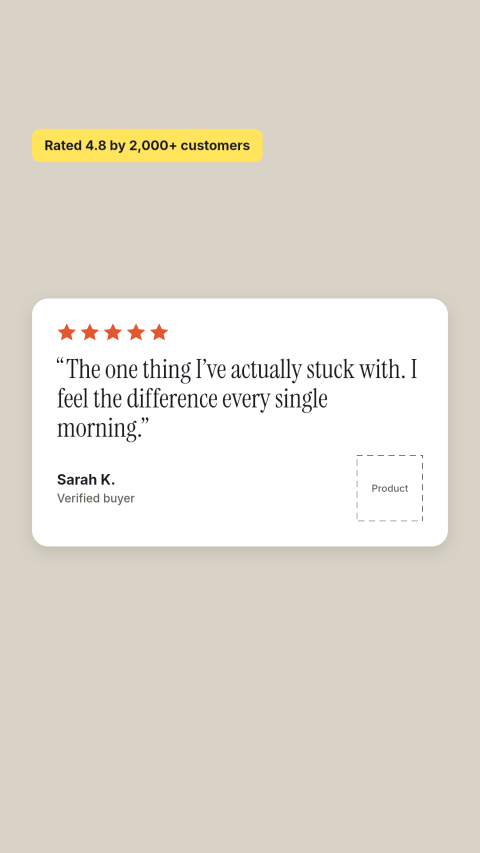 Rated 4.8 by 2,000+ customers
“The one thing I’ve actually stuck with. I
feel the difference every single
morning.”
Sarah K.
Verified buyer
Product